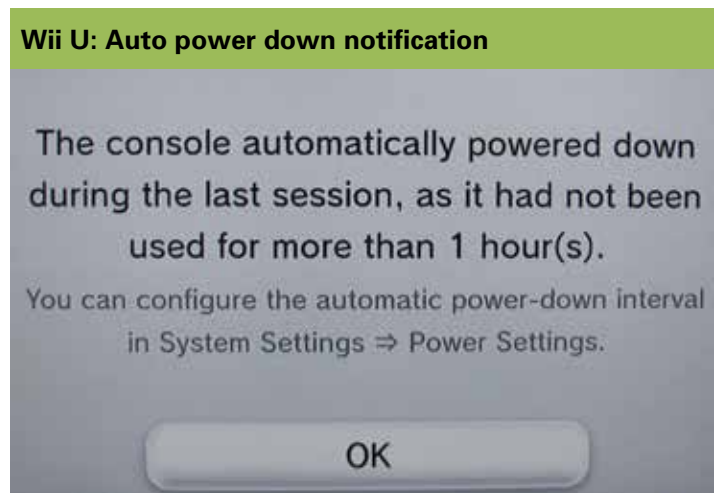 Wii U: Auto power down notification
The console automatically powered down
during the last session, as it had not been
used for more than 1 hour(s).
You can configure the automatic power-down interval
in System Settings ⇒ Power Settings.
OK